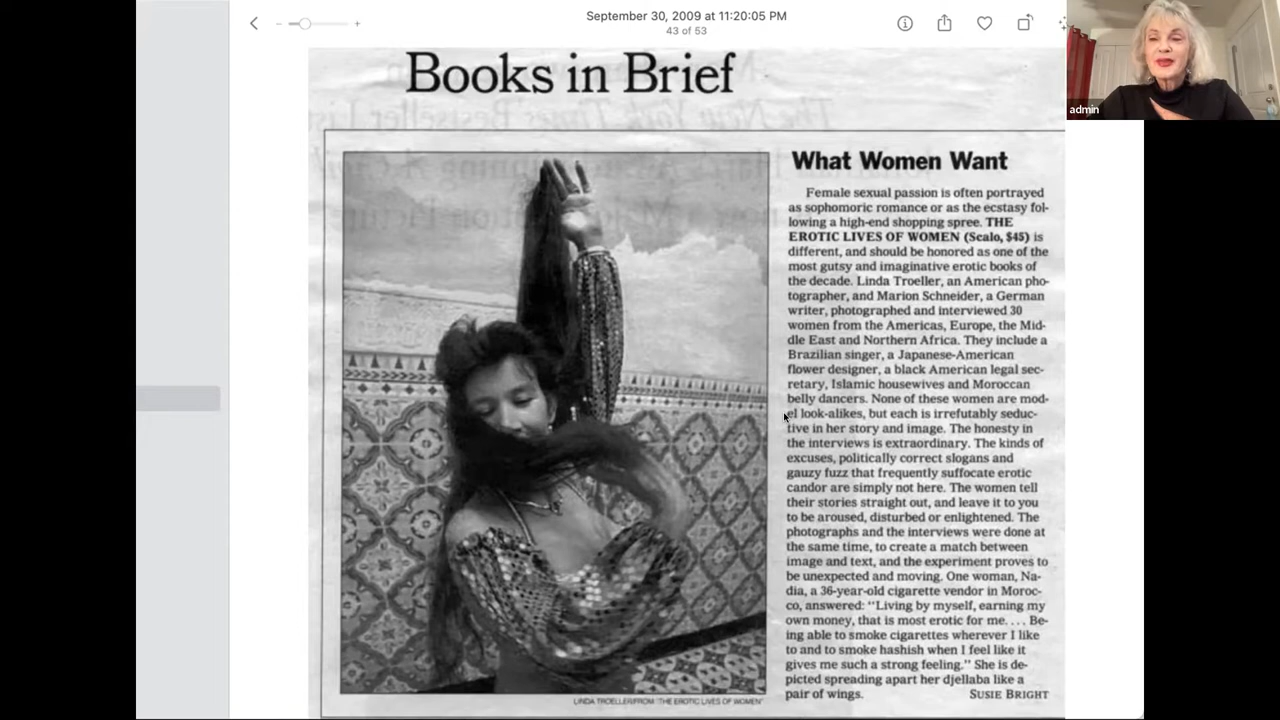 September 30, 2009 at 11:20:05 PM
43 of 53
admin
Books in Brief
What Women Want
Female sexual passion is often portrayed
as sophomoric romance or as the ecstasy fol-
lowing a high-end shopping spree. THE
EROTIC LIVES OF WOMEN (Scalo, $45) is
different, and should be honored as one of the
most gutsy and imaginative erotic books of
the decade. Linda Troeller, an American pho-
tographer, and Marion Schneider, a German
writer, photographed and interviewed 30
women from the Americas, Europe, the Mid-
dle East and Northern Africa. They include a
Brazilian singer, a Japanese-American
flower designer, a black American legal sec-
retary, Islamic housewives and Moroccan
belly dancers. None of these women are mod-
el look-alikes, but each is irrefutably seduc-
tive in her story and image. The honesty in
the interviews is extraordinary. The kinds of
excuses, politically correct slogans and
gauzy fuzz that frequently suffocate erotic
candor are simply not here. The women tell
their stories straight out, and leave it to you
to be aroused, disturbed or enlightened. The
photographs and the interviews were done at
the same time, to create a match between
image and text, and the experiment proves to
be unexpected and moving. One woman, Na-
dia, a 36-year-old cigarette vendor in Moroc-
co, answered: "Living by myself, earning my
own money, that is most erotic for me. . . . Be-
ing able to smoke cigarettes wherever I like
to and to smoke hashish when I feel like it
gives me such a strong feeling." She is de-
picted spreading apart her djellaba like a
pair of wings. SUSIE BRIGHT
LINDA TROELLER/FROM "THE EROTIC LIVES OF WOMEN"